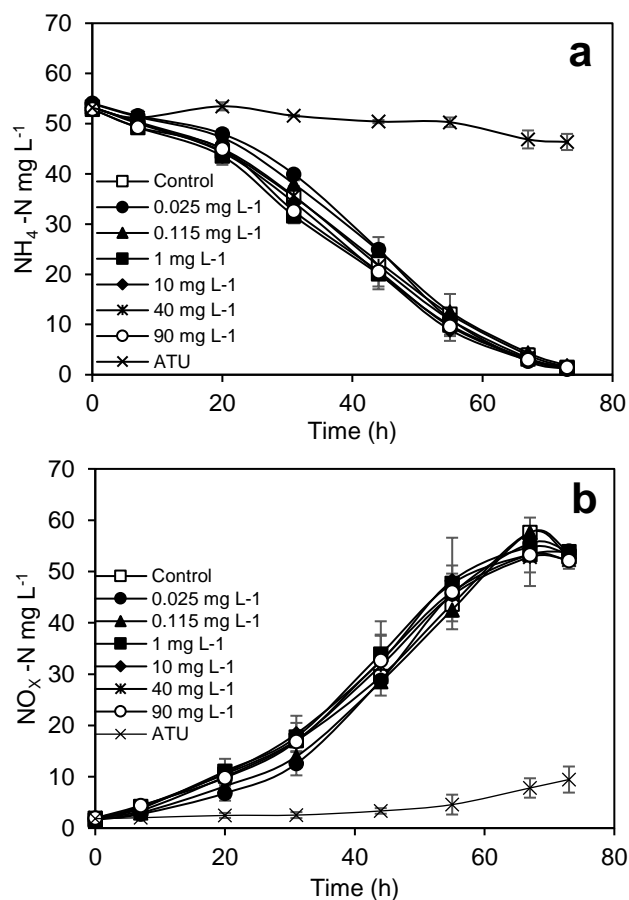 a
70
60
50
40
30
20
10
0
NH4 -N mg L-1
Control
0.025 mg L-1
0.115 mg L-1
1 mg L-1
10 mg L-1
40 mg L-1
90 mg L-1
ATU
0 20 40 60 80
Time (h)
b
70
60
50
40
30
20
10
0
NOX -N mg L-1
Control
0.025 mg L-1
0.115 mg L-1
1 mg L-1
10 mg L-1
40 mg L-1
90 mg L-1
ATU
0 20 40 60 80
Time (h)